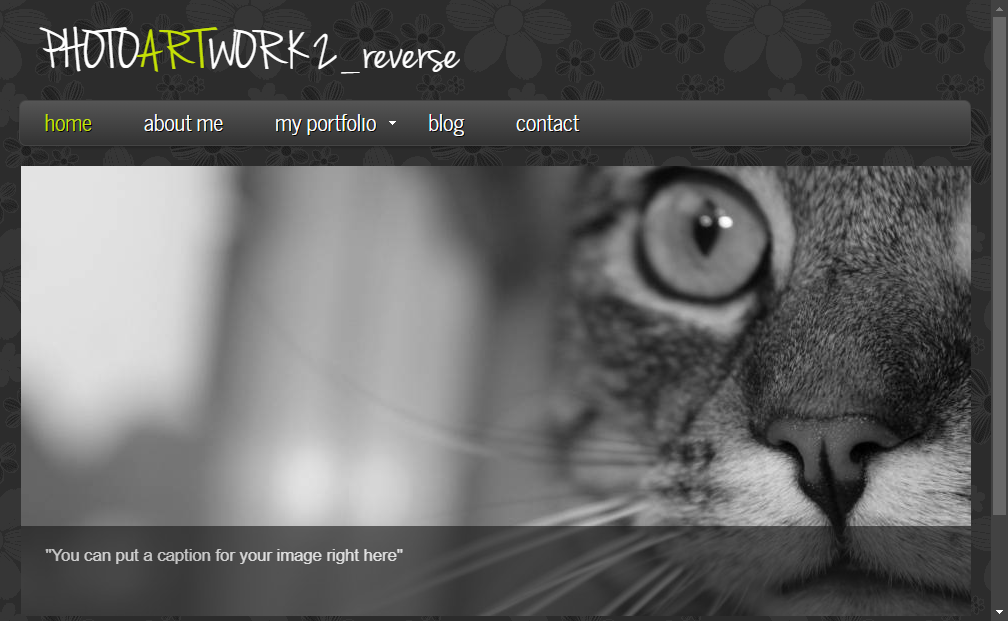 PHOTOARTWORK2_reverse
home
about me
my portfolio
blog
contact
"You can put a caption for your image right here"